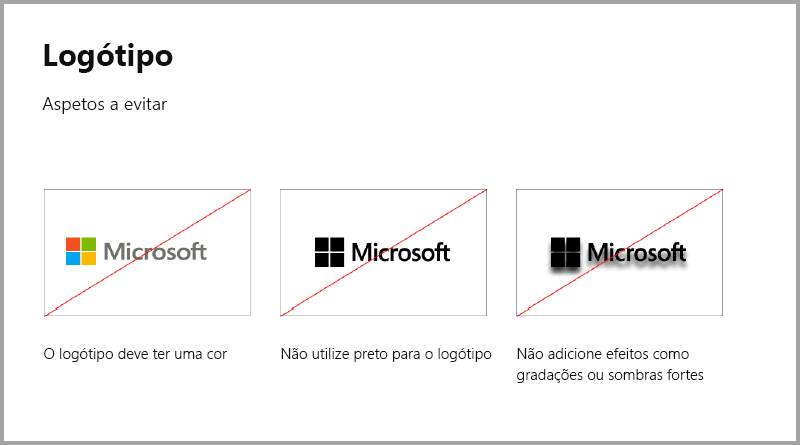 Logótipo
Aspetos a evitar
Microsoft
Microsoft
Microsoft
O logótipo deve ter uma cor
Não utilize preto para o logótipo
Não adicione efeitos como
gradações ou sombras fortes